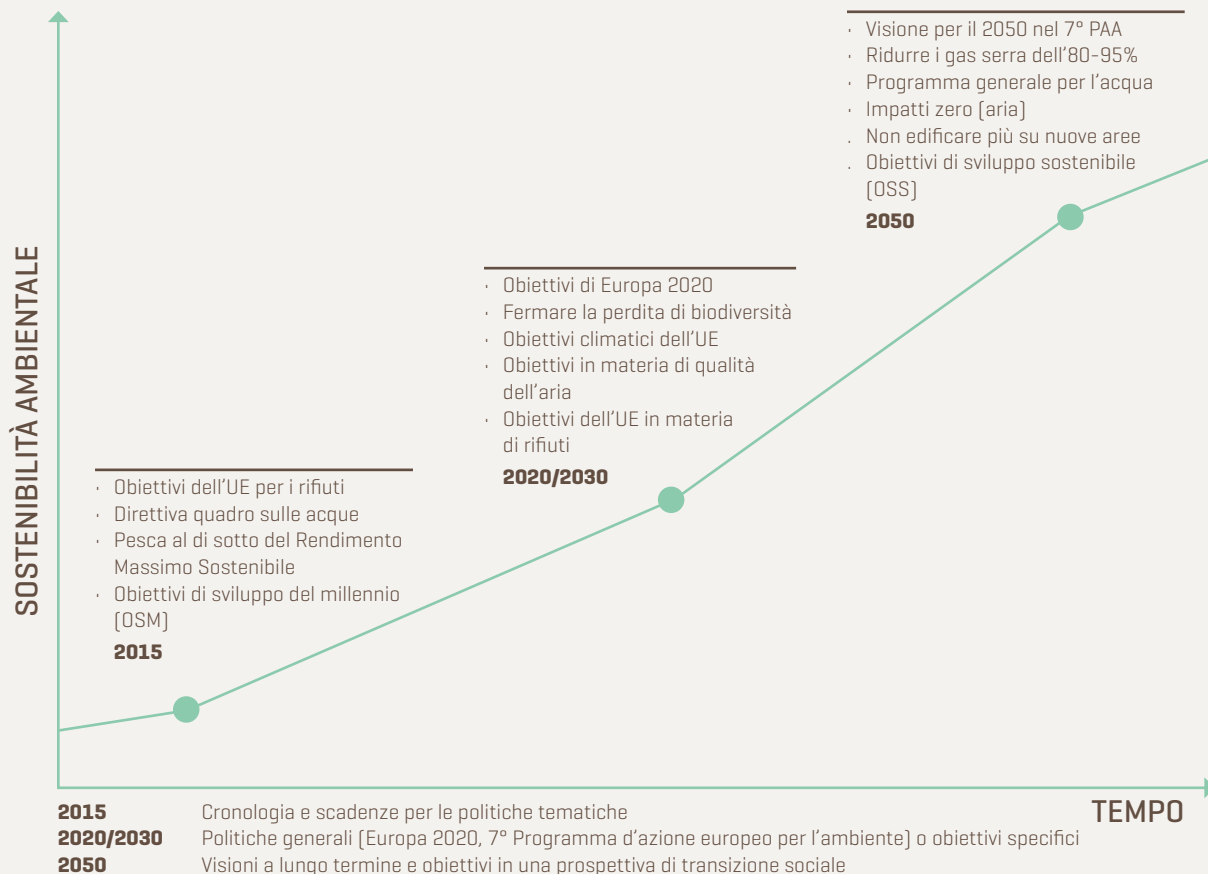 · Visione per il 2050 nel 7° PAA
· Ridurre i gas serra dell'80-95%
· Programma generale per l'acqua
· Impatti zero [aria]
. Non edificare più su nuove aree
. Obiettivi di sviluppo sostenibile
[OSS]
2050
· Obiettivi di Europa 2020
· Fermare la perdita di biodiversità
· Obiettivi climatici dell'UE
· Obiettivi in materia di qualità
dell'aria
· Obiettivi dell'UE in materia
di rifiuti
2020/2030
· Obiettivi dell'UE per i rifiuti
· Direttiva quadro sulle acque
· Pesca al di sotto del Rendimento
Massimo Sostenibile
· Obiettivi di sviluppo del millennio
[OSM]
2015
SOSTENIBILITÀ AMBIENTALE
TEMPO
2015 Cronologia e scadenze per le politiche tematiche
2020/2030 Politiche generali [Europa 2020, 7° Programma d'azione europeo per l'ambiente] o obiettivi specifici
2050 Visioni a lungo termine e obiettivi in una prospettiva di transizione sociale